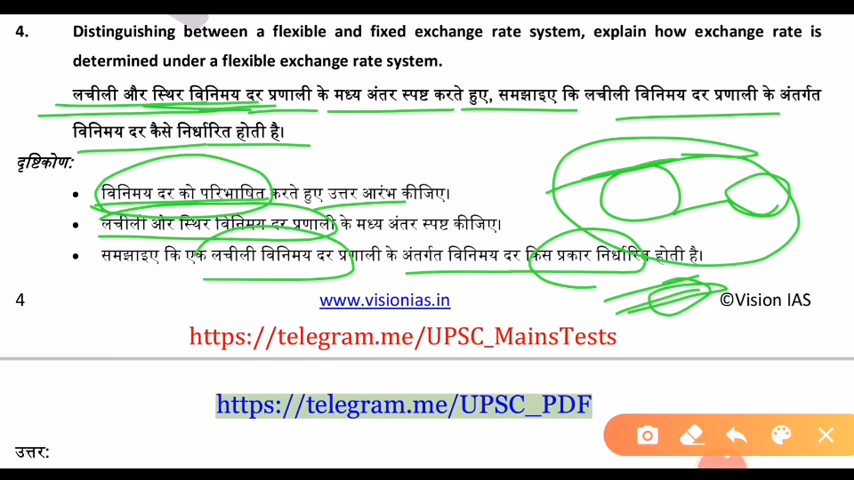 4. Distinguishing between a flexible and fixed exchange rate system, explain how exchange rate is
determined under a flexible exchange rate system.
लचीली और स्थिर विनिमय दर प्रणाली के मध्य अंतर स्पष्ट करते हुए, समझाइए कि लचीली विनिमय दर प्रणाली के अंतर्गत
विनिमय दर कैसे निर्धारित होती है।
दृष्टिकोण:
• विनिमय दर को परिभाषित करते हुए उत्तर आरंभ कीजिए।
• लचीली और स्थिर विनिमय दर प्रणाली के मध्य अंतर स्पष्ट कीजिए।
• समझाइए कि एक लचीली विनिमय दर प्रणाली के अंतर्गत विनिमय दर किस प्रकार निर्धारित होती है।
4 www.visionias.in ©Vision IAS
https://telegram.me/UPSC_MainsTests
https://telegram.me/UPSC_PDF
उत्तर: